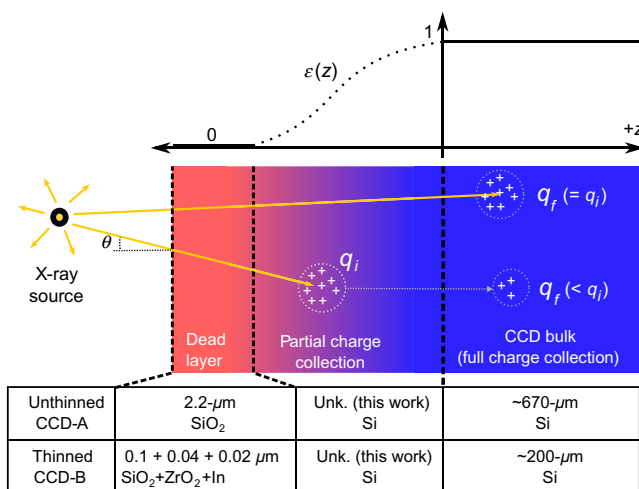 1
ε(z)
0
+z
θ
X-ray
source
q_i
q_f (= q_i)
q_f (< q_i)
Dead
layer
Partial charge
collection
CCD bulk
(full charge collection)
Unthinned
CCD-A
2.2-μm
SiO₂
Unk. (this work)
Si
~670-μm
Si
Thinned
CCD-B
0.1 + 0.04 + 0.02 μm
SiO₂+ZrO₂+In
Unk. (this work)
Si
~200-μm
Si